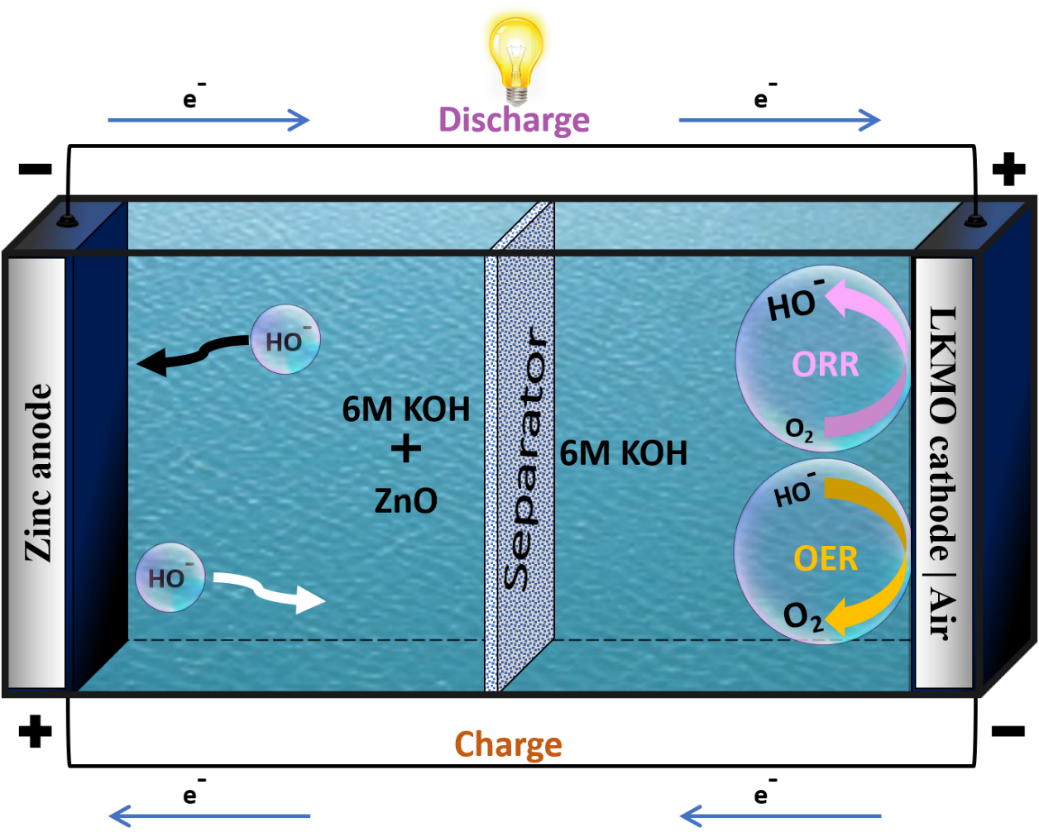 e⁻
e⁻
Discharge
−
+
Zinc anode
HO⁻
6M KOH
+
ZnO
HO⁻
Separator
6M KOH
HO⁻
ORR
O₂
HO⁻
OER
O₂
LKMO cathode | Air
+
−
Charge
e⁻
e⁻